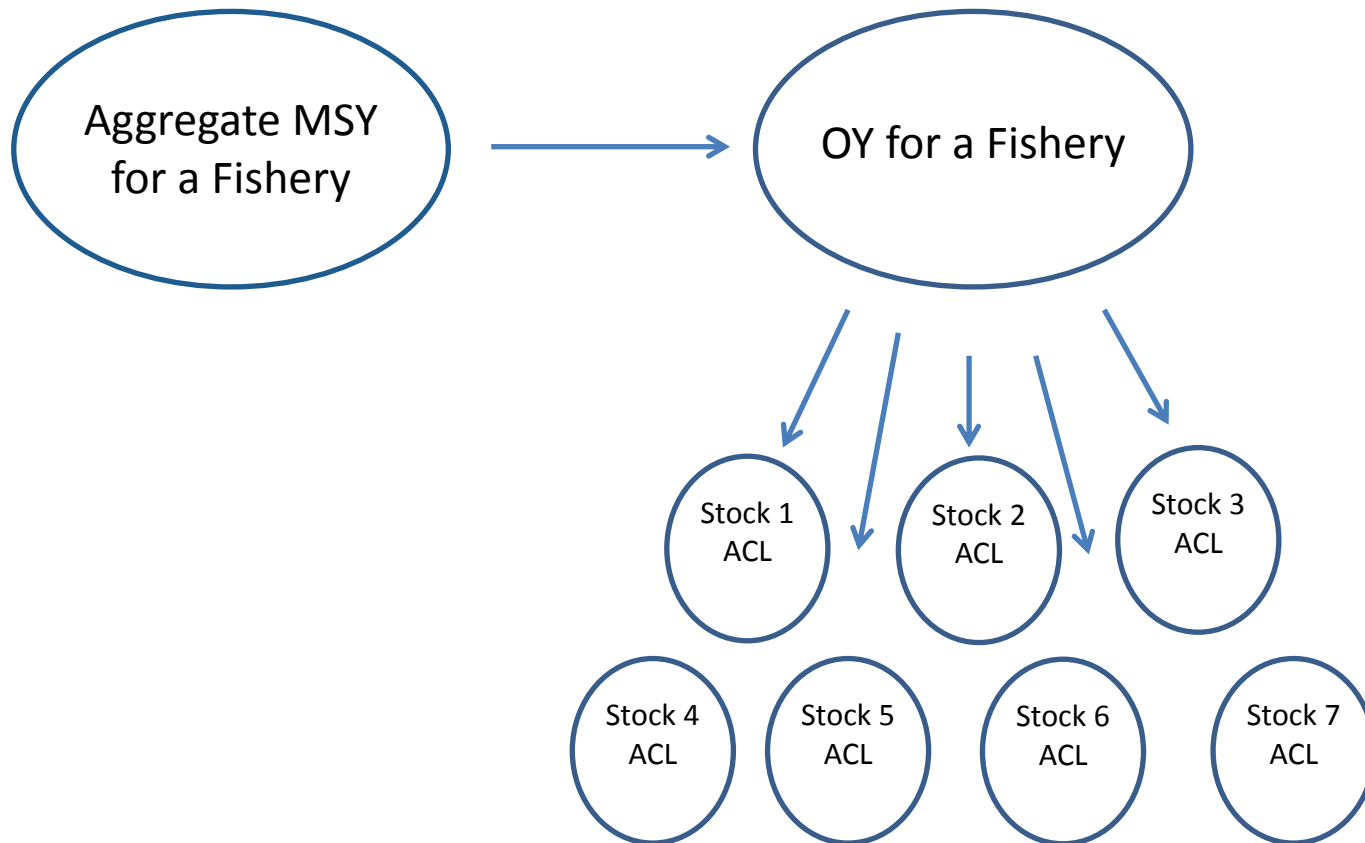 Aggregate MSY
for a Fishery
OY for a Fishery
Stock 1
ACL
Stock 2
ACL
Stock 3
ACL
Stock 4
ACL
Stock 5
ACL
Stock 6
ACL
Stock 7
ACL